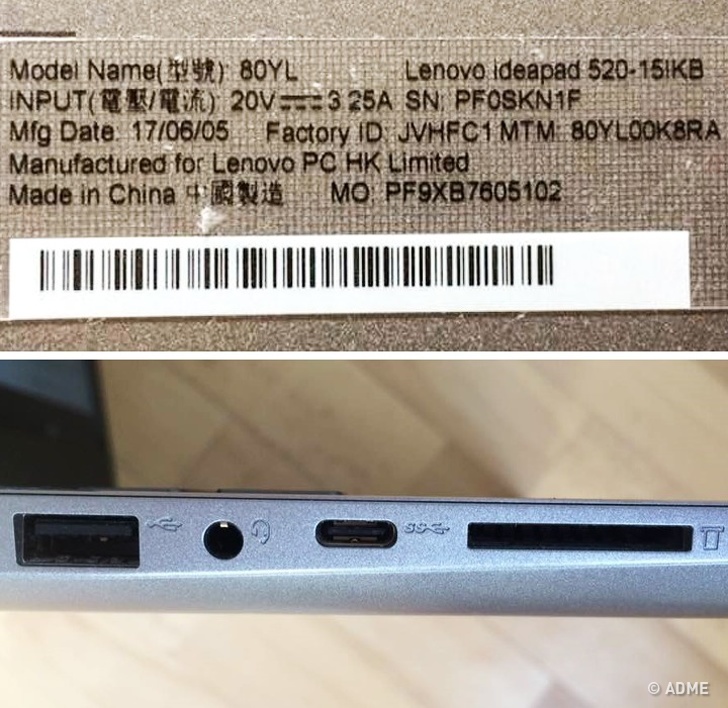 Model Name(型號) 80YL Lenovo ideapad 520-15IKB
INPUT(電壓/電流) 20V⎓3 25A SN: PF0SKN1F
Mfg Date 17/06/05 Factory ID: JVHFC1 MTM 80YL00K8RA
Manufactured for Lenovo PC HK Limited
Made in China 中國製造 MO PF9XB7605102
SS
© ADME